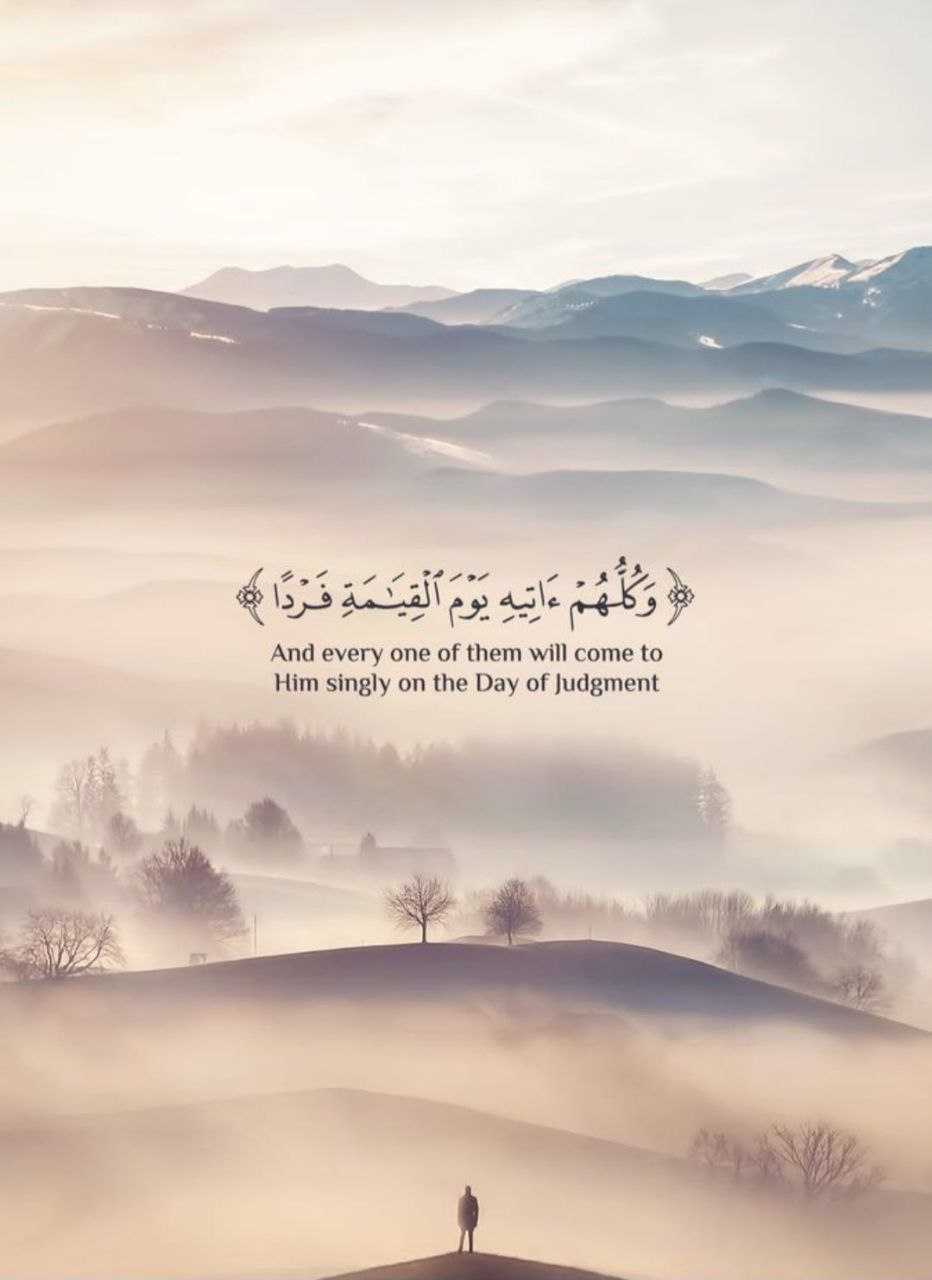 ﴿وَكُلُّهُمۡ ءَاتِيهِ يَوۡمَ ٱلۡقِيَـٰمَةِ فَرۡدًا﴾
And every one of them will come to
Him singly on the Day of Judgment